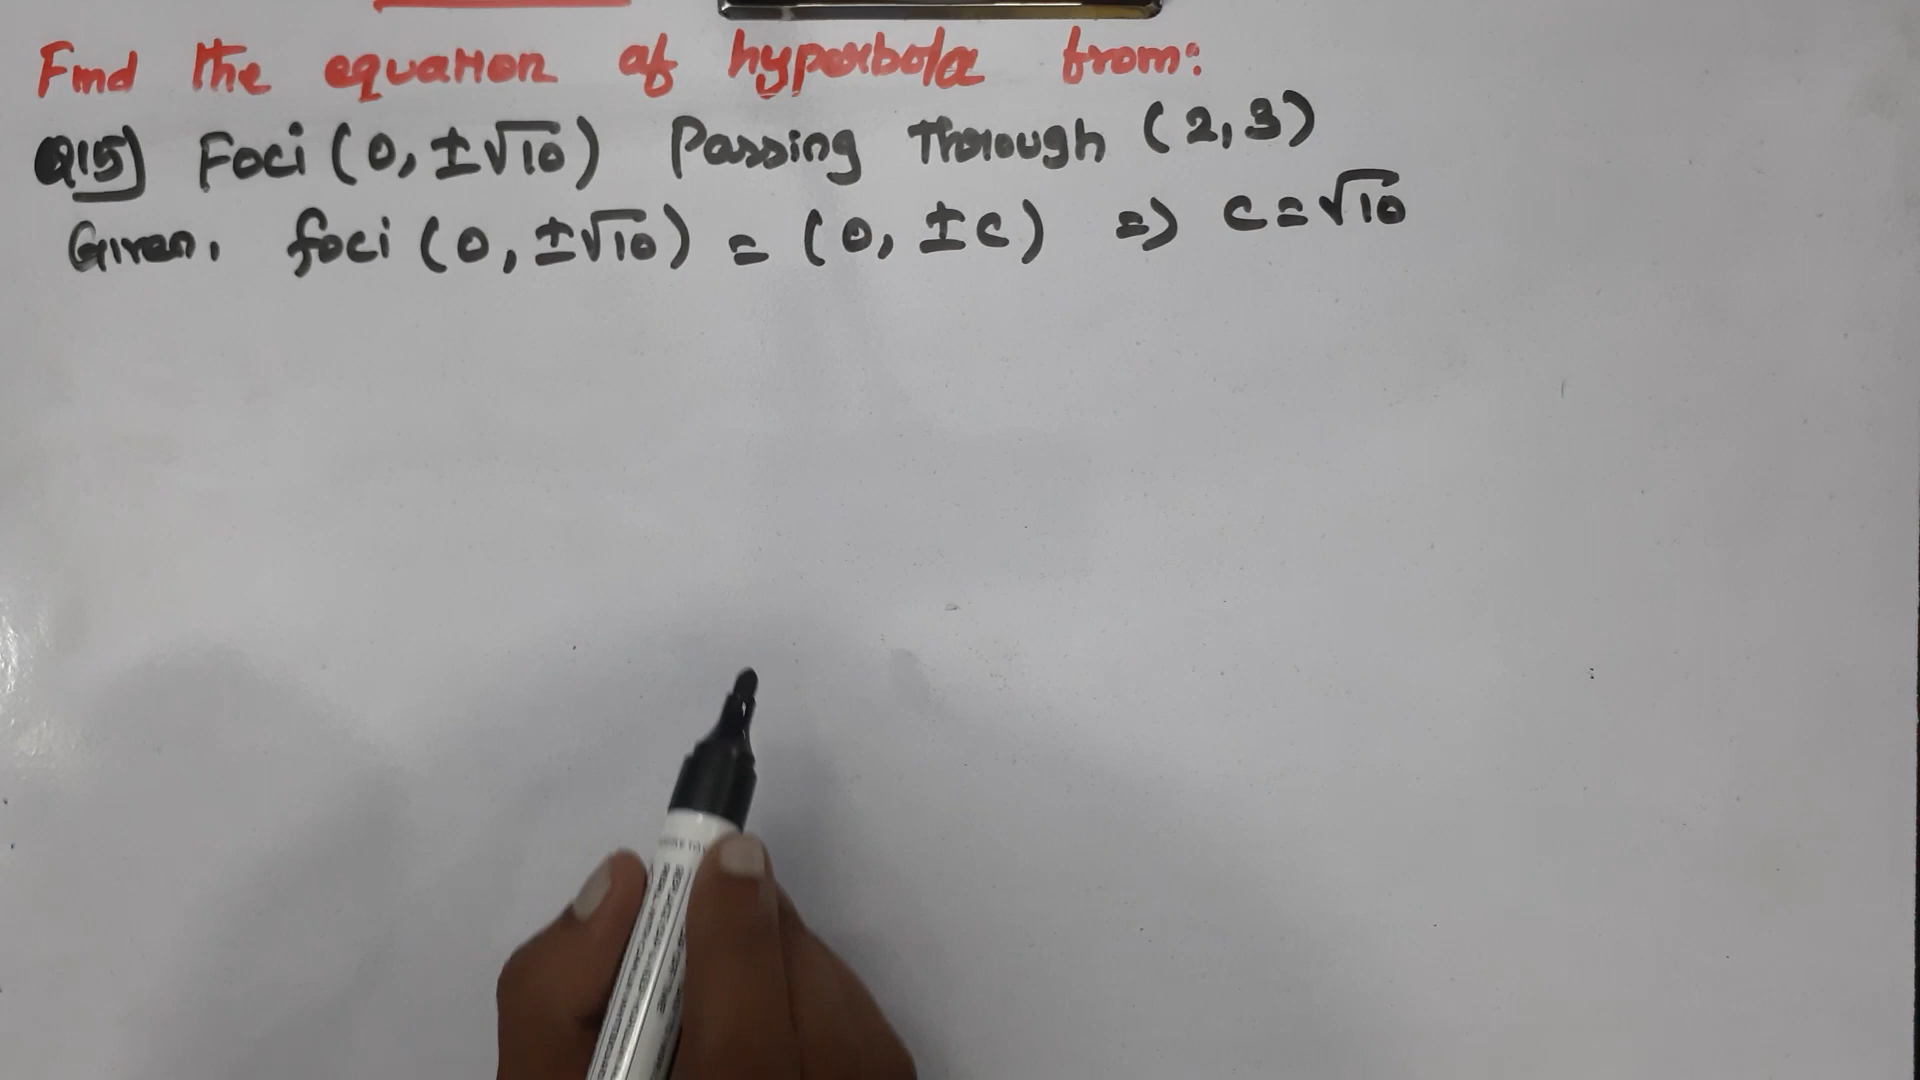 Find the equation of hyperbola from:
Q15) Foci (0, ±√10) Passing Through (2,3)
Given, foci (0, ±√10) = (0, ±c) => c=√10